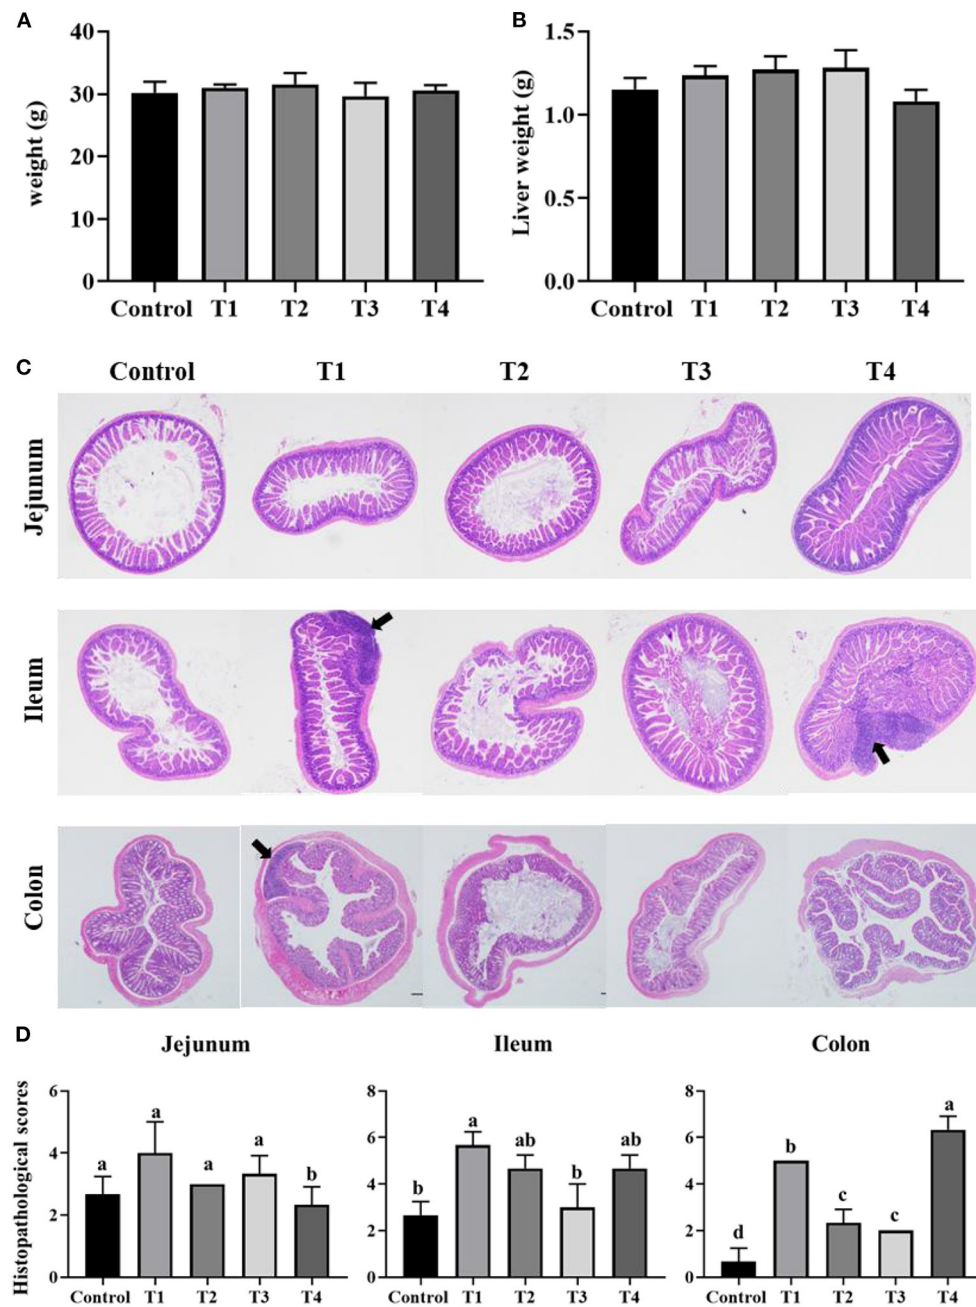 A
B
40
30
20
10
0
weight (g)
Control T1 T2 T3 T4
1.5
1.0
0.5
0.0
Liver weight (g)
Control T1 T2 T3 T4
C
Control T1 T2 T3 T4
Jejunum
Ileum
Colon
D
Jejunum Ileum Colon
Histopathological scores
6
4
2
0
a a a a b
Control T1 T2 T3 T4
8
6
4
2
0
b a ab b ab
Control T1 T2 T3 T4
8
6
4
2
0
d b c c a
Control T1 T2 T3 T4